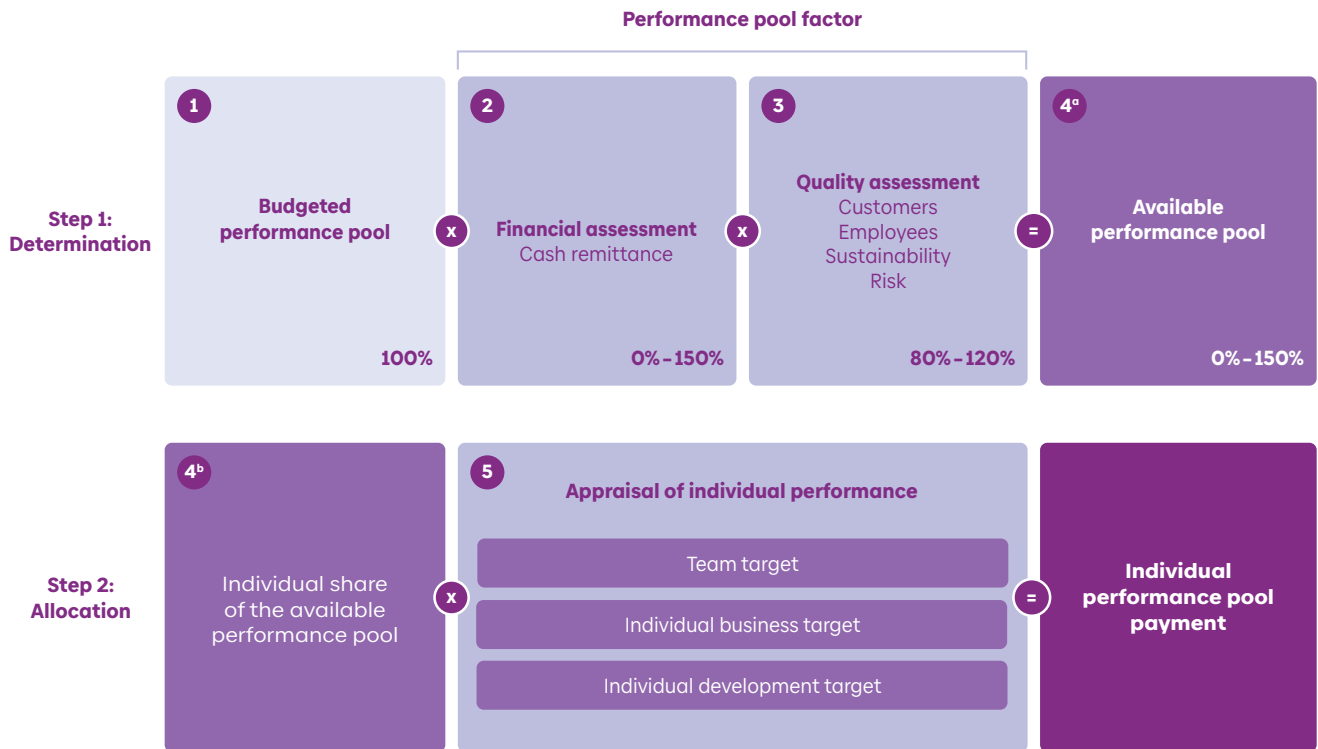 Performance pool factor
Step 1:
Determination
1
Budgeted
performance pool
100%
x
2
Financial assessment
Cash remittance
0%–150%
x
3
Quality assessment
Customers
Employees
Sustainability
Risk
80%–120%
=
4ᵃ
Available
performance pool
0%–150%
Step 2:
Allocation
4ᵇ
Individual share
of the available
performance pool
x
5
Appraisal of individual performance
Team target
Individual business target
Individual development target
=
Individual
performance pool
payment